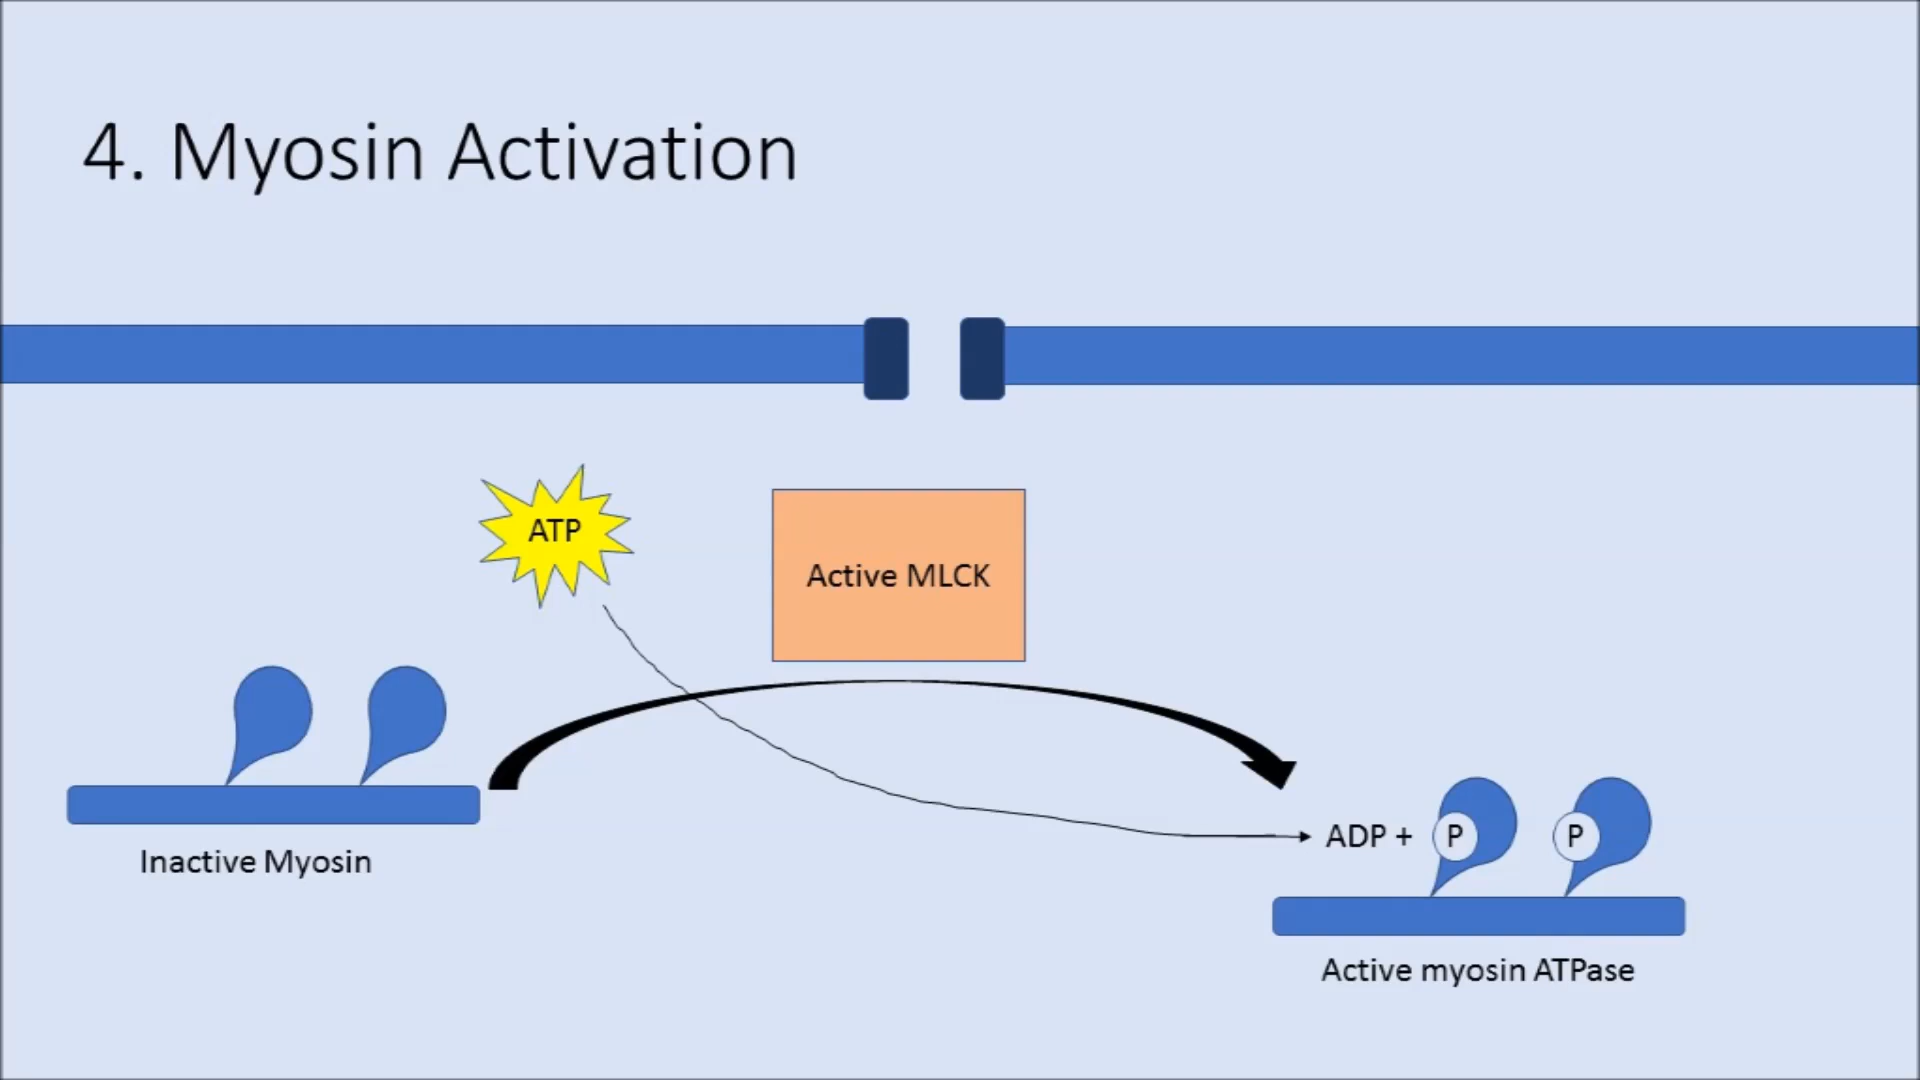 4. Myosin Activation
ATP
Active MLCK
Inactive Myosin
ADP + P P
Active myosin ATPase